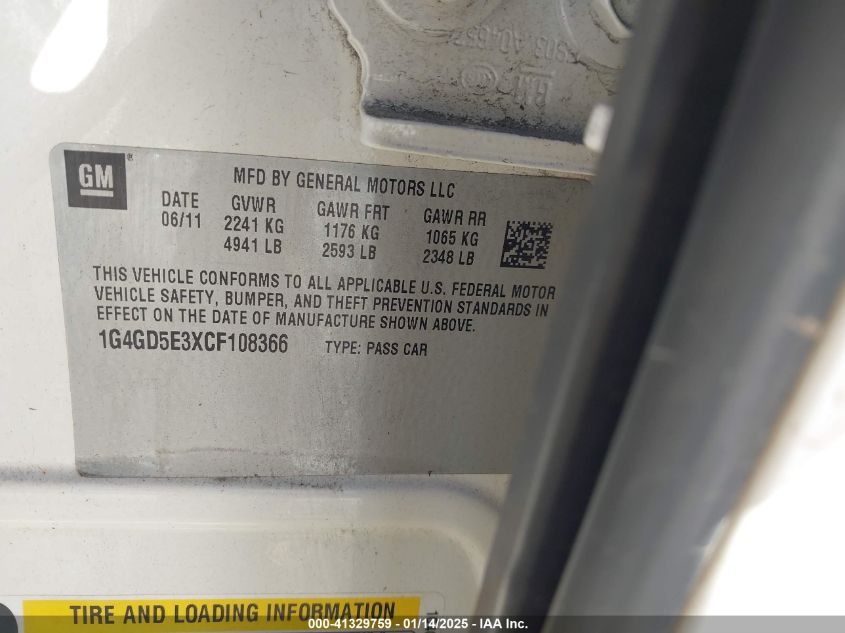 GM
MFD BY GENERAL MOTORS LLC
DATE GVWR GAWR FRT GAWR RR
06/11 2241 KG 1176 KG 1065 KG
4941 LB 2593 LB 2348 LB
THIS VEHICLE CONFORMS TO ALL APPLICABLE U.S. FEDERAL MOTOR
VEHICLE SAFETY, BUMPER, AND THEFT PREVENTION STANDARDS IN
EFFECT ON THE DATE OF MANUFACTURE SHOWN ABOVE.
1G4GD5E3XCF108366 TYPE: PASS CAR
TIRE AND LOADING INFORMATION
000-41329759 - 01/14/2025 - IAA Inc.